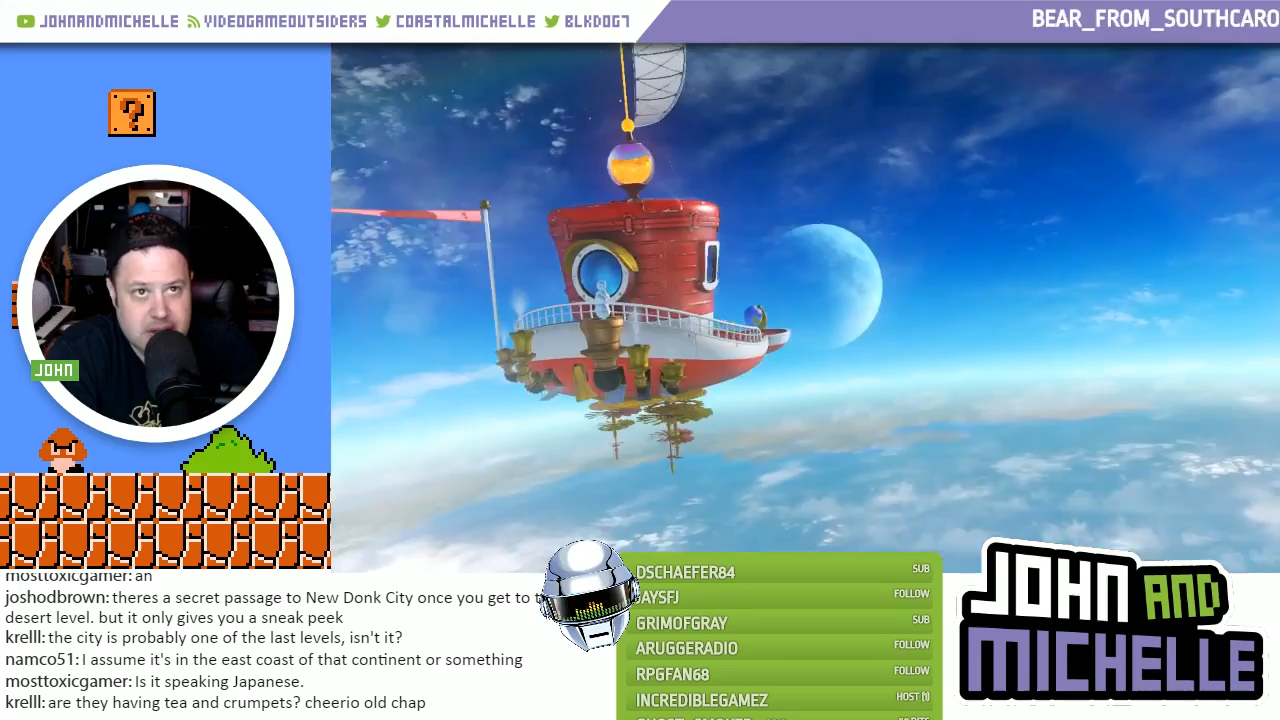 JOHNANDMICHELLE VIDEOGAMEOUTSIDERS COASTALMICHELLE BLKDOG7
BEAR_FROM_SOUTHCARO
?
JOHN
mosttoxicgamer: an
joshodbrown: theres a secret passage to New Donk City once you get to t
desert level. but it only gives you a sneak peek
krelll: the city is probably one of the last levels, isn't it?
namco51: I assume it's in the east coast of that continent or something
mosttoxicgamer: Is it speaking Japanese.
krelll: are they having tea and crumpets? cheerio old chap
DSCHAEFER84 SUB
JAYSFJ FOLLOW
GRIMOFGRAY SUB
ARUGGERADIO FOLLOW
RPGFAN68 FOLLOW
INCREDIBLEGAMEZ HOST (1)
JOHN AND
MICHELLE